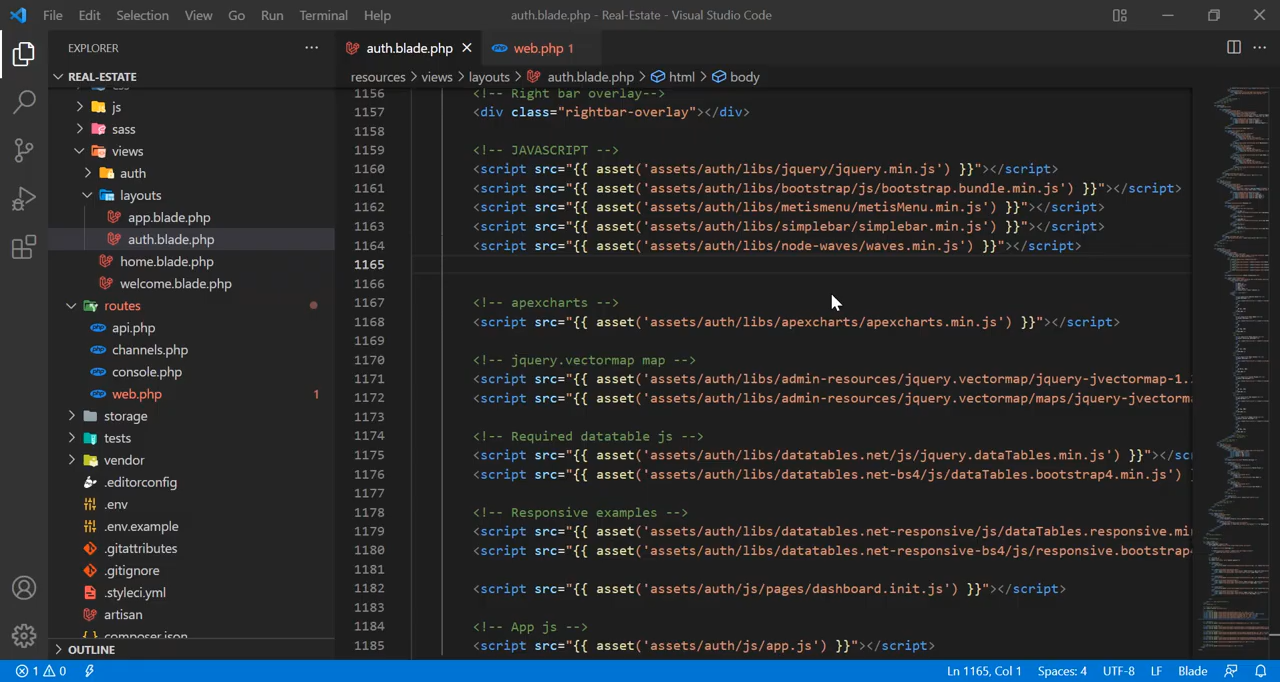 File Edit Selection View Go Run Terminal Help
auth.blade.php - Real-Estate - Visual Studio Code
EXPLORER
REAL-ESTATE
js
sass
views
auth
layouts
app.blade.php
auth.blade.php
home.blade.php
welcome.blade.php
routes
api.php
channels.php
console.php
web.php 1
storage
tests
vendor
.editorconfig
.env
.env.example
.gitattributes
.gitignore
.styleci.yml
artisan
composer.json
OUTLINE
auth.blade.php web.php 1
resources > views > layouts > auth.blade.php > html > body
1156 <!-- Right bar overlay-->
1157 <div class="rightbar-overlay"></div>
1158
1159 <!-- JAVASCRIPT -->
1160 <script src="{{ asset('assets/auth/libs/jquery/jquery.min.js') }}"></script>
1161 <script src="{{ asset('assets/auth/libs/bootstrap/js/bootstrap.bundle.min.js') }}"></script>
1162 <script src="{{ asset('assets/auth/libs/metismenu/metisMenu.min.js') }}"></script>
1163 <script src="{{ asset('assets/auth/libs/simplebar/simplebar.min.js') }}"></script>
1164 <script src="{{ asset('assets/auth/libs/node-waves/waves.min.js') }}"></script>
1165
1166
1167 <!-- apexcharts -->
1168 <script src="{{ asset('assets/auth/libs/apexcharts/apexcharts.min.js') }}"></script>
1169
1170 <!-- jquery.vectormap map -->
1171 <script src="{{ asset('assets/auth/libs/admin-resources/jquery.vectormap/jquery-jvectormap-1.
1172 <script src="{{ asset('assets/auth/libs/admin-resources/jquery.vectormap/maps/jquery-jvectorm
1173
1174 <!-- Required datatable js -->
1175 <script src="{{ asset('assets/auth/libs/datatables.net/js/jquery.dataTables.min.js') }}"></sc
1176 <script src="{{ asset('assets/auth/libs/datatables.net-bs4/js/dataTables.bootstrap4.min.js')
1177
1178 <!-- Responsive examples -->
1179 <script src="{{ asset('assets/auth/libs/datatables.net-responsive/js/dataTables.responsive.mi
1180 <script src="{{ asset('assets/auth/libs/datatables.net-responsive-bs4/js/responsive.bootstrap
1181
1182 <script src="{{ asset('assets/auth/js/pages/dashboard.init.js') }}"></script>
1183
1184 <!-- App js -->
1185 <script src="{{ asset('assets/auth/js/app.js') }}"></script>
1 0 Ln 1165, Col 1 Spaces: 4 UTF-8 LF Blade